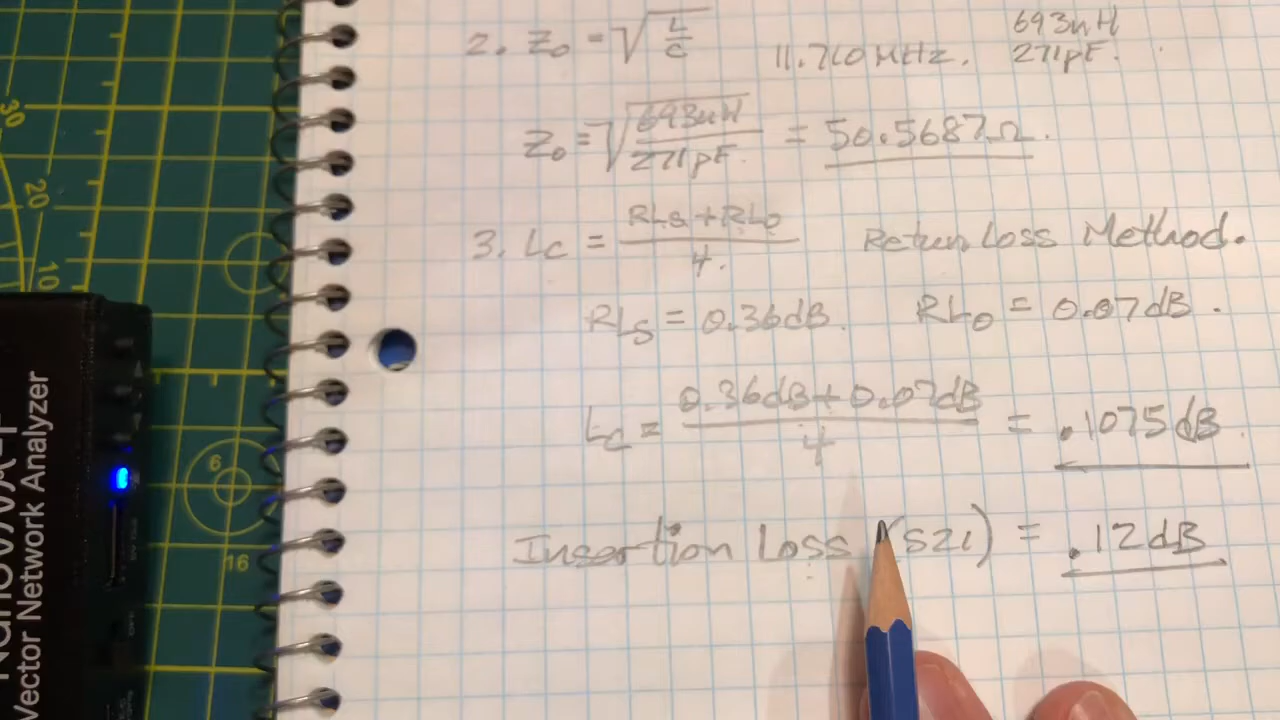 2. Zo = √L/C 11.760 MHz. 693nH
271pF.
Zo = √693nH/271pF = 50.5687Ω.
3. Lc = RLs + RLo / 4. Return Loss Method.
RLs = 0.36dB. RLo = 0.07dB.
Lc = 0.36dB + 0.07dB / 4 = .1075dB.
Insertion Loss (S21) = .12dB
Vector Network Analyzer
30
20
10
6
16